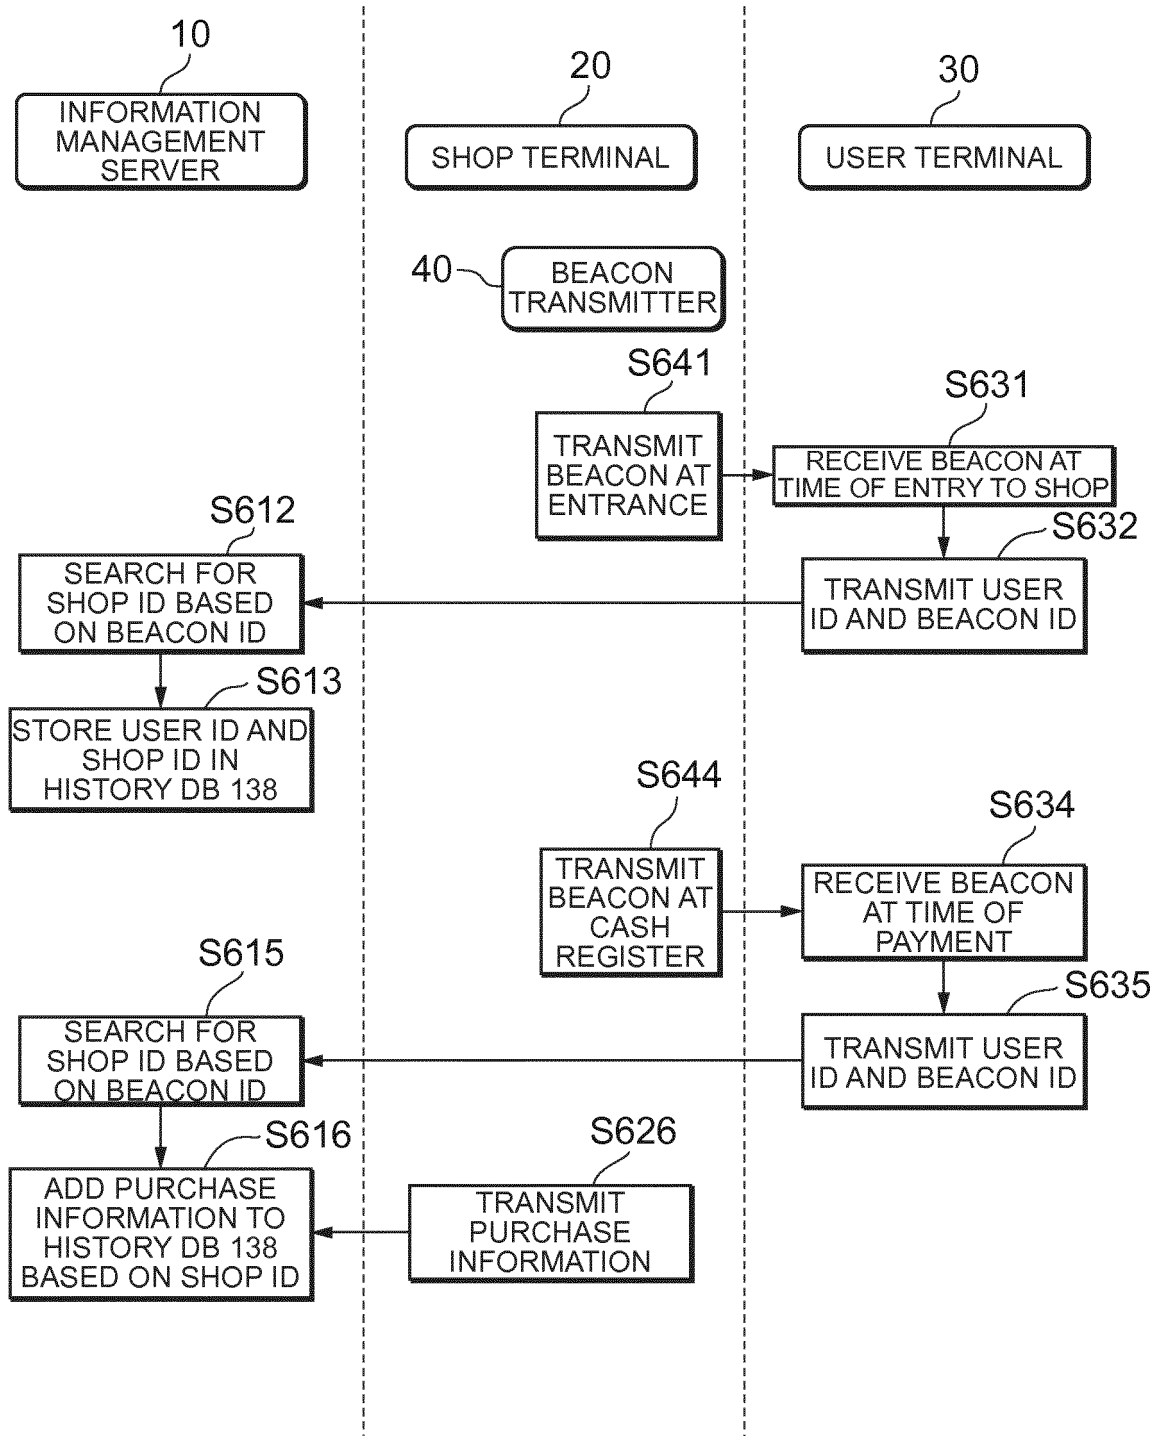 10
INFORMATION
MANAGEMENT
SERVER
20
SHOP TERMINAL
30
USER TERMINAL
40
BEACON
TRANSMITTER
S641
TRANSMIT
BEACON AT
ENTRANCE
S631
RECEIVE BEACON AT
TIME OF ENTRY TO SHOP
S632
TRANSMIT USER
ID AND BEACON ID
S612
SEARCH FOR
SHOP ID BASED
ON BEACON ID
S613
STORE USER ID AND
SHOP ID IN
HISTORY DB 138
S644
TRANSMIT
BEACON AT
CASH
REGISTER
S634
RECEIVE BEACON
AT TIME OF
PAYMENT
S635
TRANSMIT USER
ID AND BEACON ID
S615
SEARCH FOR
SHOP ID BASED
ON BEACON ID
S616
ADD PURCHASE
INFORMATION TO
HISTORY DB 138
BASED ON SHOP ID
S626
TRANSMIT
PURCHASE
INFORMATION